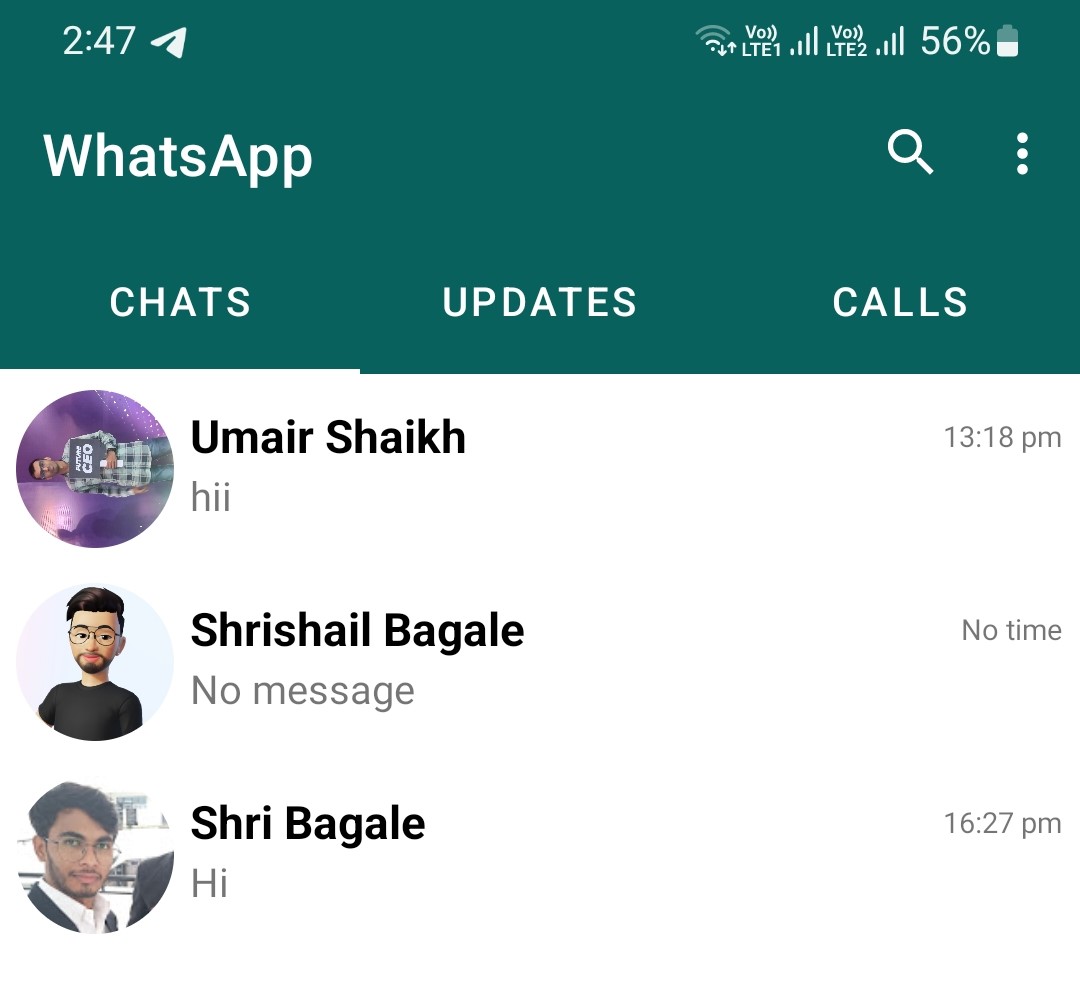 2:47 Vo)) LTE1 Vo)) LTE2 56%
WhatsApp
CHATS UPDATES CALLS
Umair Shaikh 13:18 pm
hii
FUTURE
CEO
Shrishail Bagale No time
No message
Shri Bagale 16:27 pm
Hi